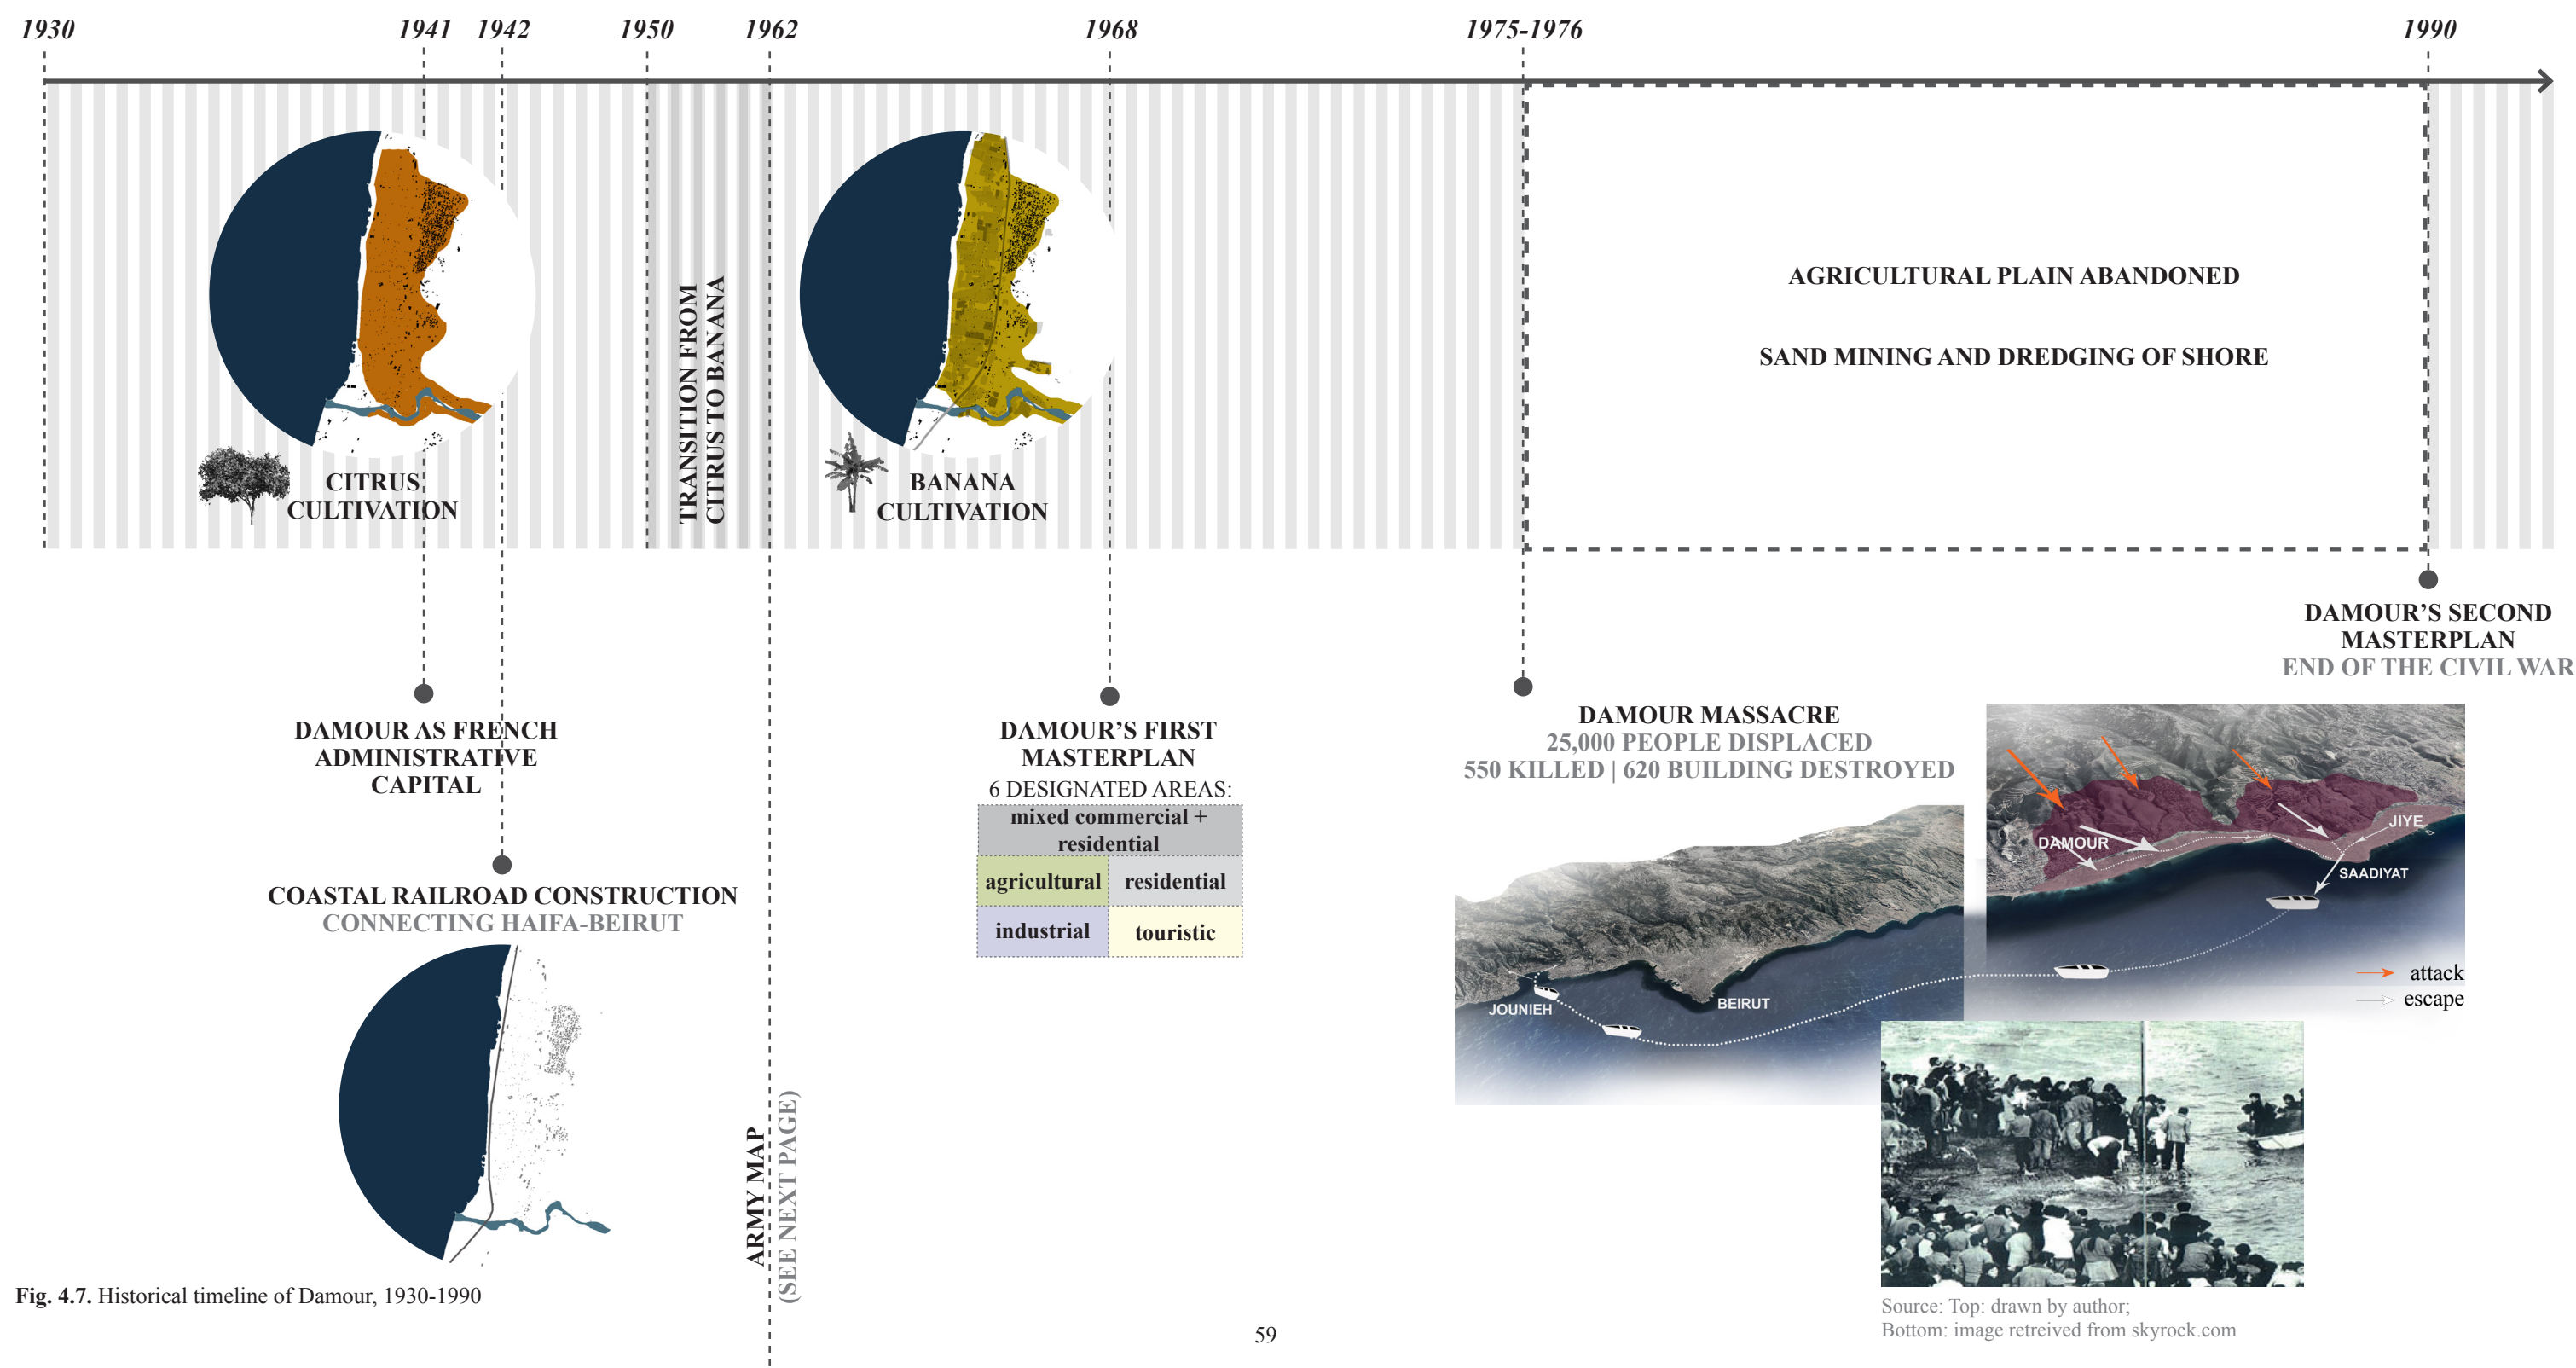 1930
1941
1942
1950
1962
1968
1975-1976
1990
CITRUS
CULTIVATION
TRANSITION FROM
CITRUS TO BANANA
BANANA
CULTIVATION
AGRICULTURAL PLAIN ABANDONED
SAND MINING AND DREDGING OF SHORE
DAMOUR AS FRENCH
ADMINISTRATIVE
CAPITAL
COASTAL RAILROAD CONSTRUCTION
CONNECTING HAIFA-BEIRUT
ARMY MAP
(SEE NEXT PAGE)
DAMOUR’S FIRST
MASTERPLAN
6 DESIGNATED AREAS:
mixed commercial +
residential
agricultural
residential
industrial
touristic
DAMOUR MASSACRE
25,000 PEOPLE DISPLACED
550 KILLED | 620 BUILDING DESTROYED
DAMOUR’S SECOND
MASTERPLAN
END OF THE CIVIL WAR
JOUNIEH
BEIRUT
DAMOUR
JIYE
SAADIYAT
attack
escape
Source: Top: drawn by author;
Bottom: image retreived from skyrock.com
Fig. 4.7. Historical timeline of Damour, 1930-1990
59